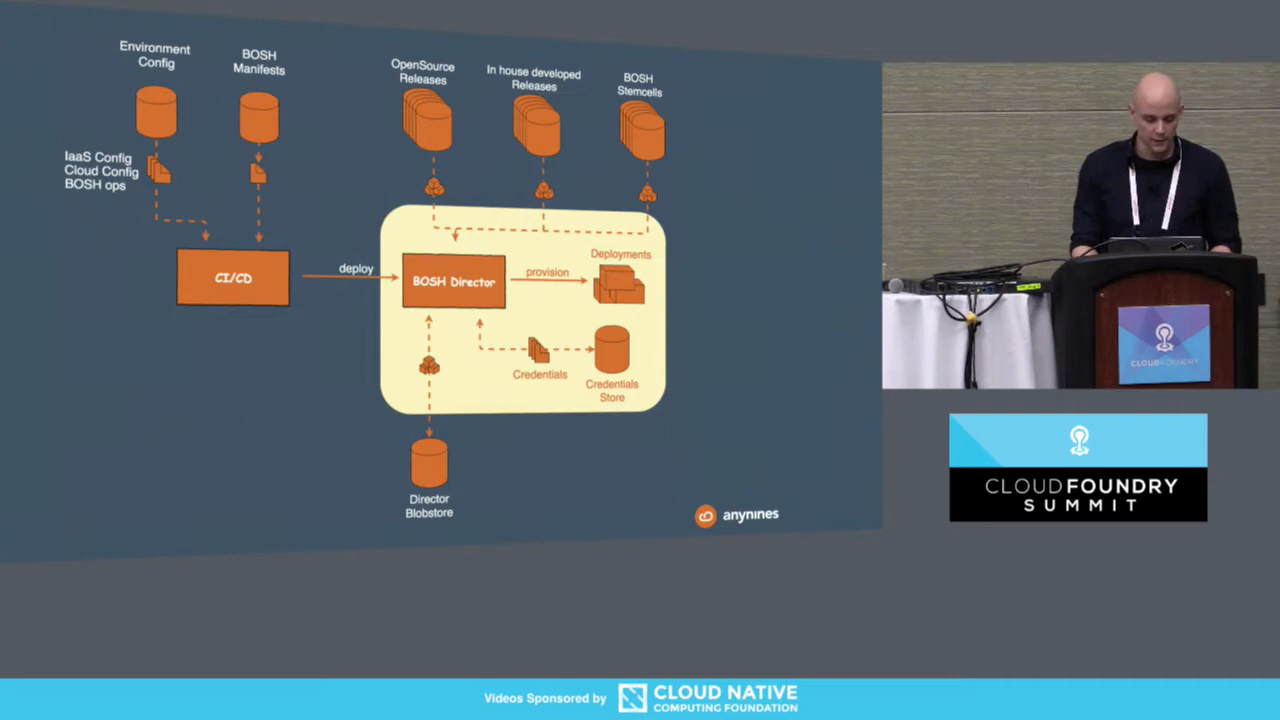 Environment
Config
BOSH
Manifests
OpenSource
Releases
In house developed
Releases
BOSH
Stemcells
IaaS Config
Cloud Config
BOSH ops
CI/CD
deploy
BOSH Director
provision
Deployments
Credentials
Credentials
Store
Director
Blobstore
anynines
CLOUDFOUNDRY
CLOUDFOUNDRY
SUMMIT
Videos Sponsored by
CLOUD NATIVE
COMPUTING FOUNDATION